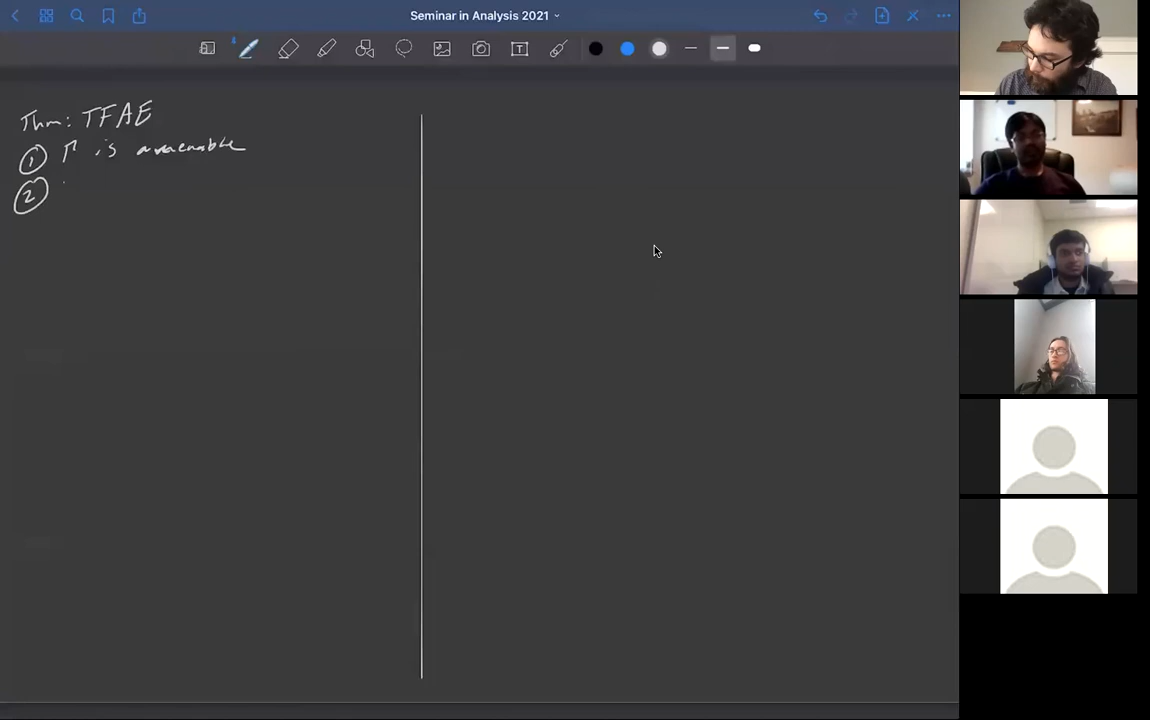 Seminar in Analysis 2021
Thm: TFAE
① Γ is amenable
②